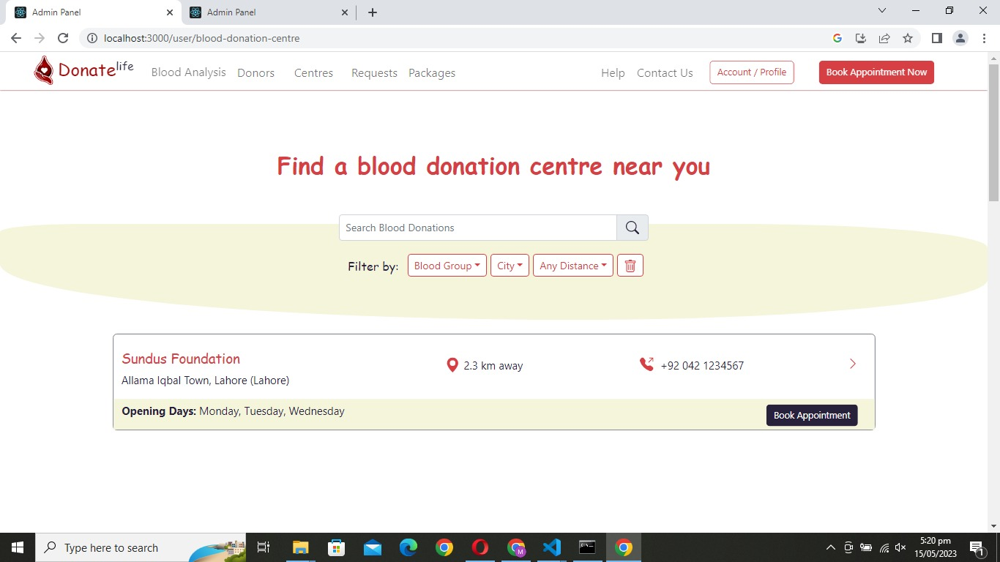 Admin Panel
Admin Panel
localhost:3000/user/blood-donation-centre
Donatelife
Blood Analysis Donors Centres Requests Packages Help Contact Us Account / Profile Book Appointment Now
Find a blood donation centre near you
Search Blood Donations
Filter by: Blood Group City Any Distance
Sundus Foundation
2.3 km away
+92 042 1234567
Allama Iqbal Town, Lahore (Lahore)
Opening Days: Monday, Tuesday, Wednesday
Book Appointment
Type here to search
M
5:20 pm
15/05/2023
1